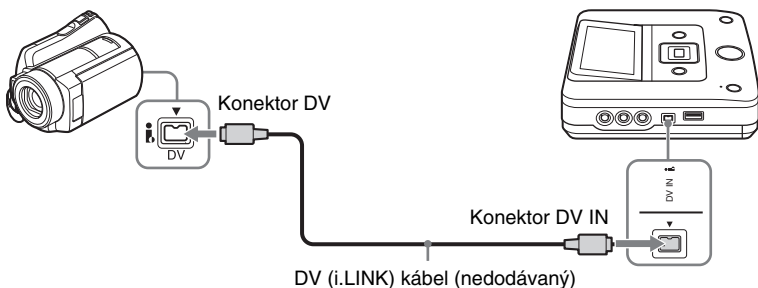 Konektor DV
DV
DV IN
Konektor DV IN
DV (i.LINK) kábel (nedodávaný)